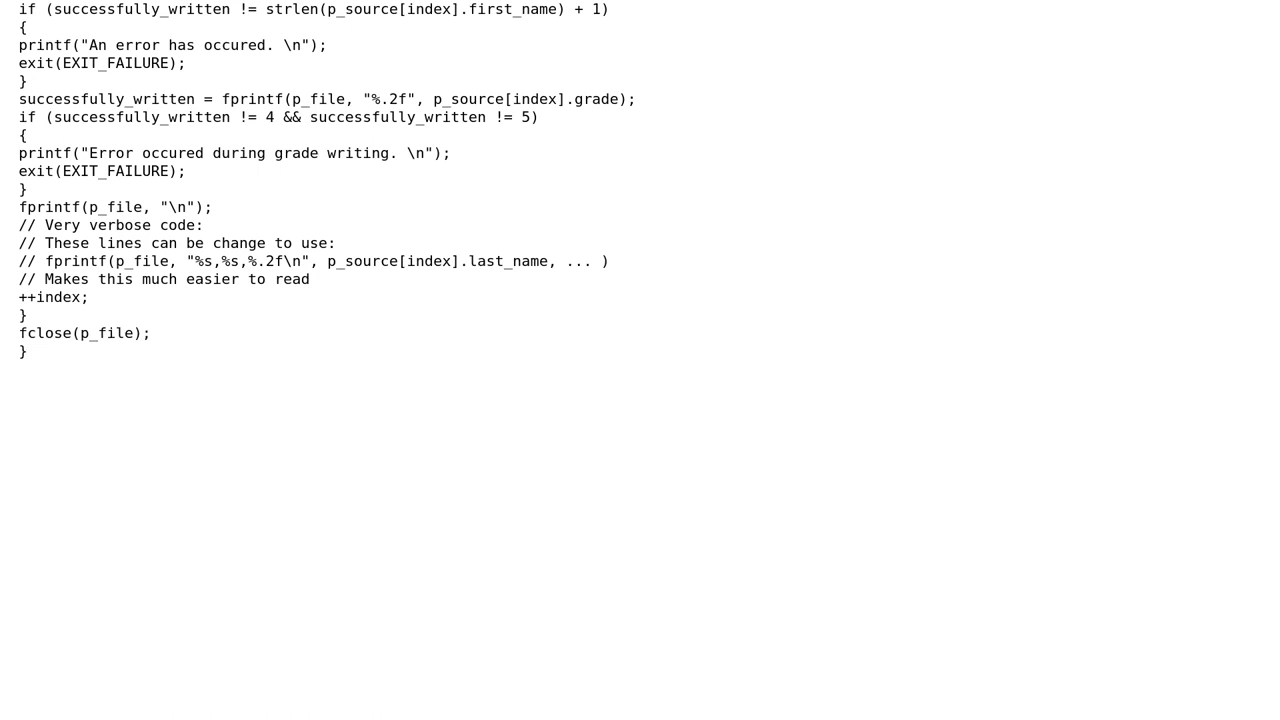 if (successfully_written != strlen(p_source[index].first_name) + 1)
{
printf("An error has occured. \n");
exit(EXIT_FAILURE);
}
successfully_written = fprintf(p_file, "%.2f", p_source[index].grade);
if (successfully_written != 4 && successfully_written != 5)
{
printf("Error occured during grade writing. \n");
exit(EXIT_FAILURE);
}
fprintf(p_file, "\n");
// Very verbose code:
// These lines can be change to use:
// fprintf(p_file, "%s,%s,%.2f\n", p_source[index].last_name, ... )
// Makes this much easier to read
++index;
}
fclose(p_file);
}